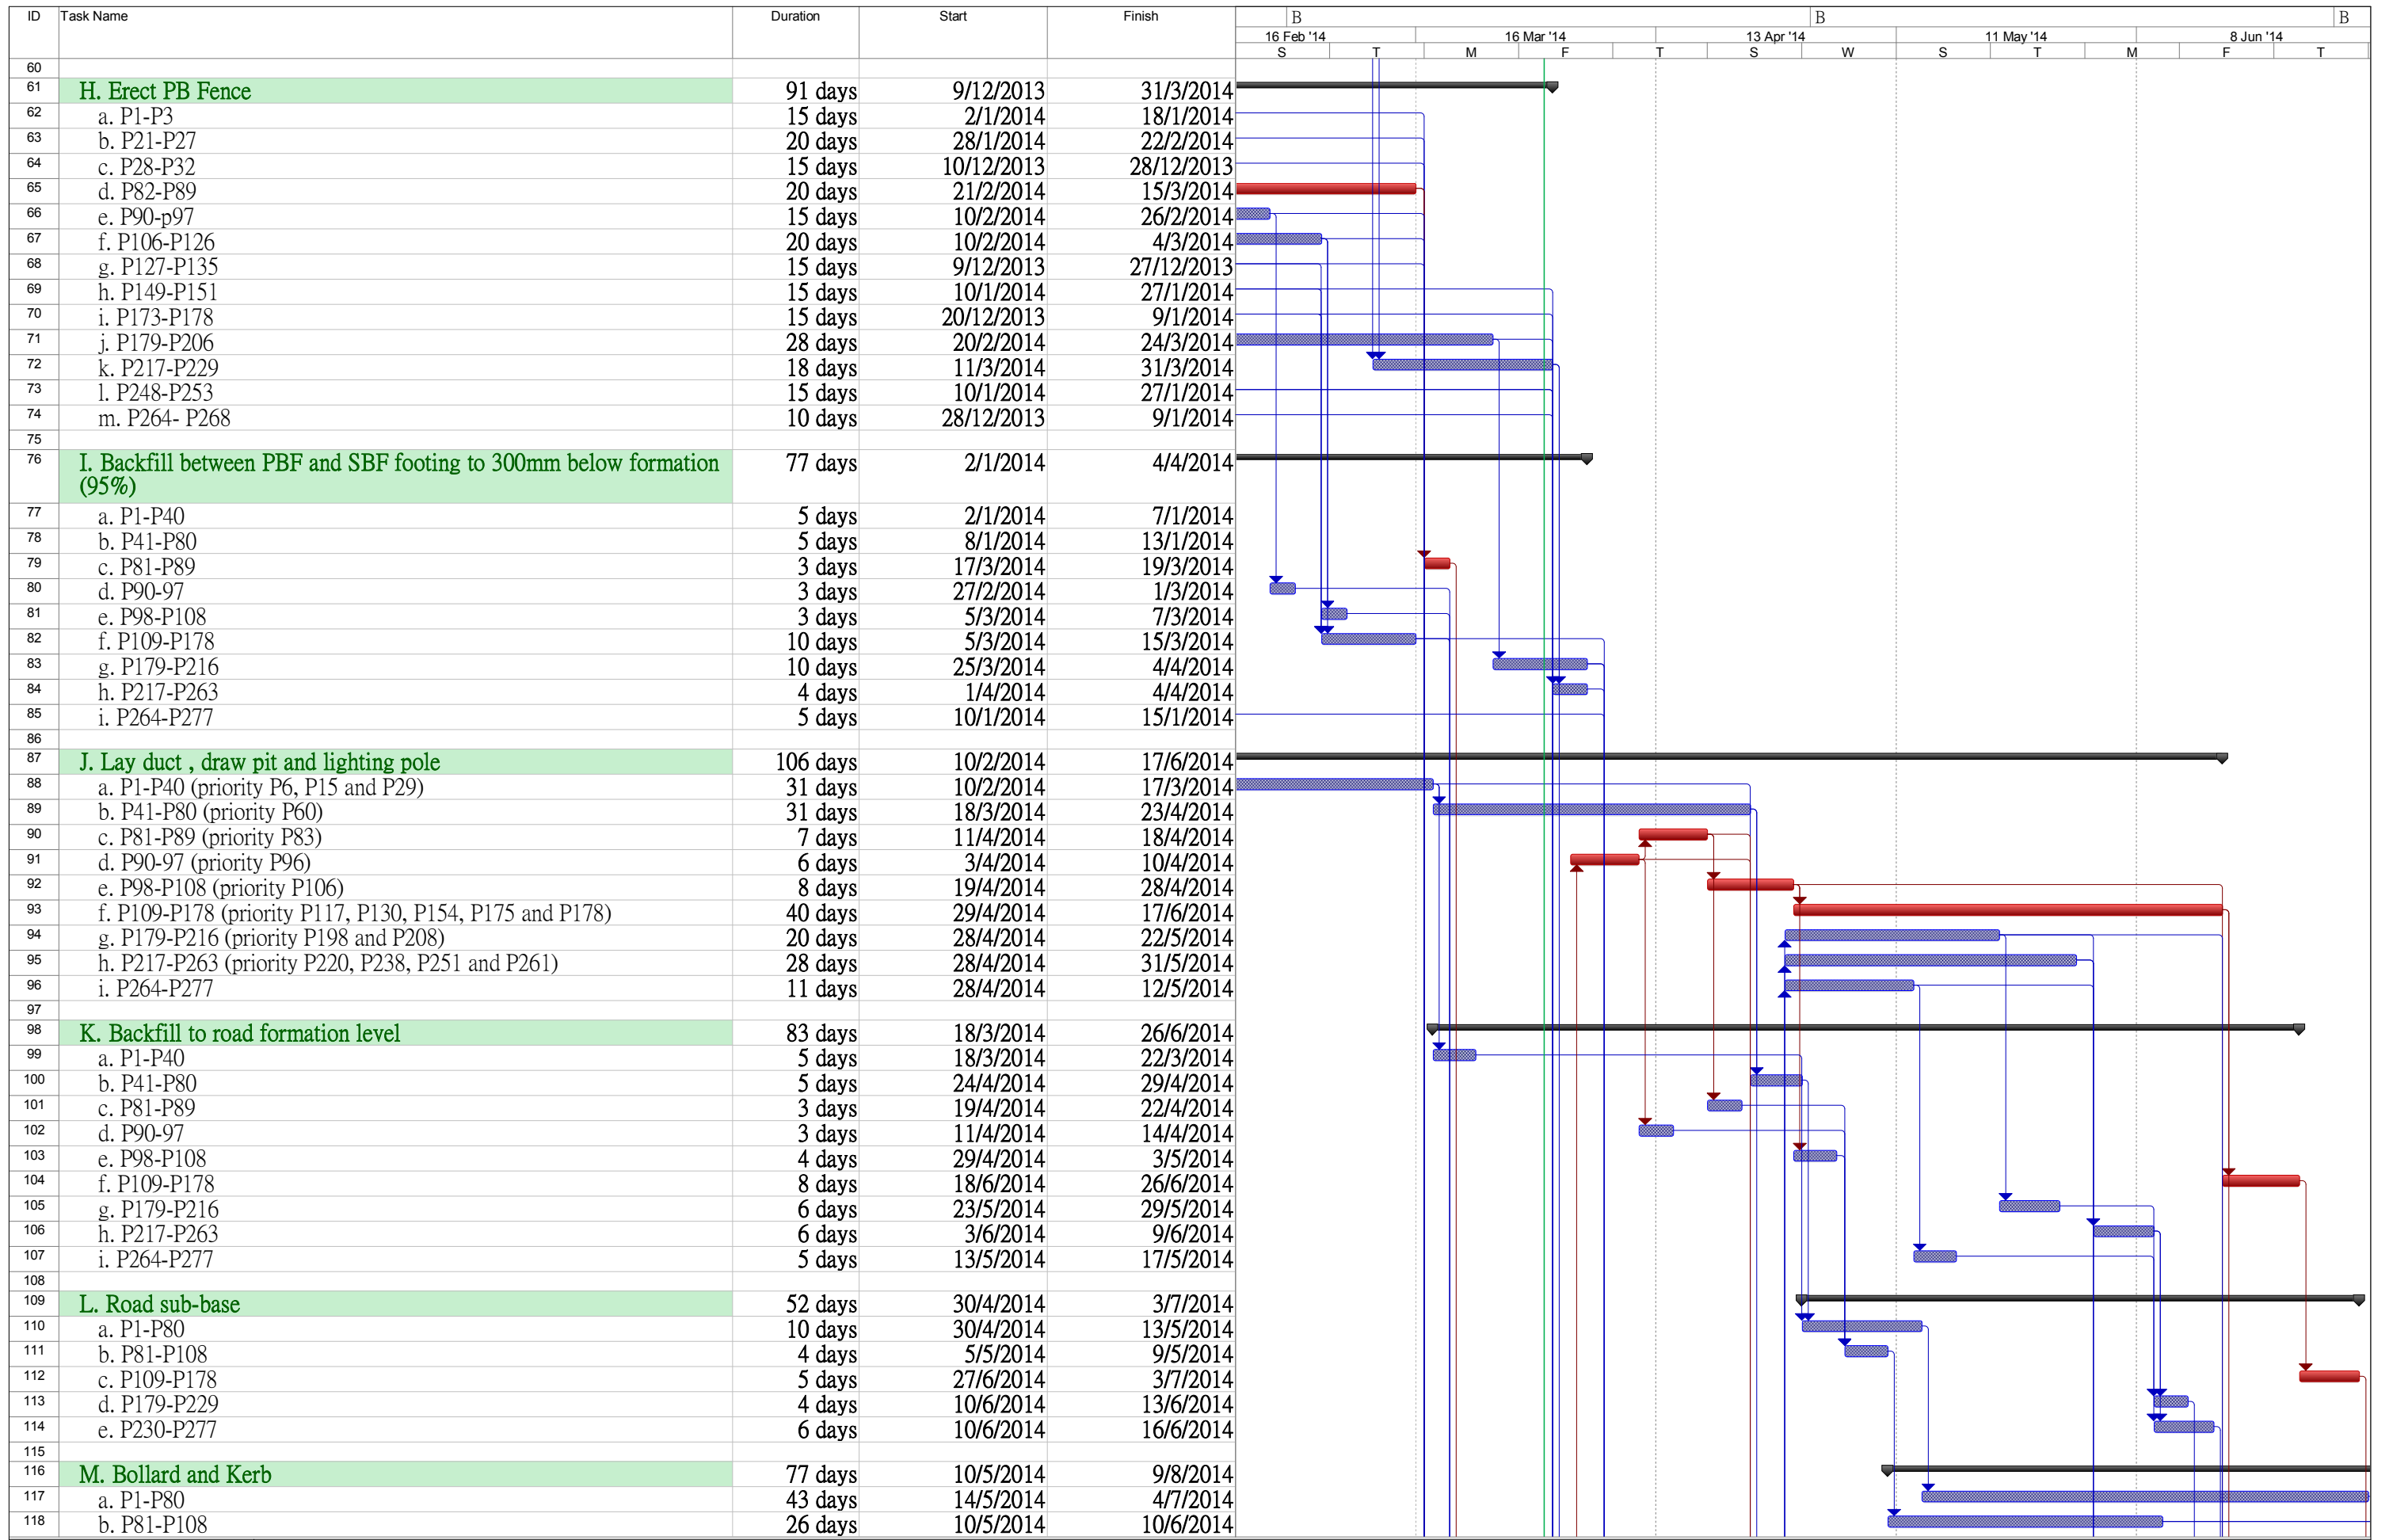 ID Task Name Duration Start Finish B B B
16 Feb '14 16 Mar '14 13 Apr '14 11 May '14 8 Jun '14
S T M F T S W S T M F T
60
61 H. Erect PB Fence 91 days 9/12/2013 31/3/2014
62 a. P1-P3 15 days 2/1/2014 18/1/2014
63 b. P21-P27 20 days 28/1/2014 22/2/2014
64 c. P28-P32 15 days 10/12/2013 28/12/2013
65 d. P82-P89 20 days 21/2/2014 15/3/2014
66 e. P90-p97 15 days 10/2/2014 26/2/2014
67 f. P106-P126 20 days 10/2/2014 4/3/2014
68 g. P127-P135 15 days 9/12/2013 27/12/2013
69 h. P149-P151 15 days 10/1/2014 27/1/2014
70 i. P173-P178 15 days 20/12/2013 9/1/2014
71 j. P179-P206 28 days 20/2/2014 24/3/2014
72 k. P217-P229 18 days 11/3/2014 31/3/2014
73 l. P248-P253 15 days 10/1/2014 27/1/2014
74 m. P264- P268 10 days 28/12/2013 9/1/2014
75
76 I. Backfill between PBF and SBF footing to 300mm below formation 77 days 2/1/2014 4/4/2014
(95%)
77 a. P1-P40 5 days 2/1/2014 7/1/2014
78 b. P41-P80 5 days 8/1/2014 13/1/2014
79 c. P81-P89 3 days 17/3/2014 19/3/2014
80 d. P90-97 3 days 27/2/2014 1/3/2014
81 e. P98-P108 3 days 5/3/2014 7/3/2014
82 f. P109-P178 10 days 5/3/2014 15/3/2014
83 g. P179-P216 10 days 25/3/2014 4/4/2014
84 h. P217-P263 4 days 1/4/2014 4/4/2014
85 i. P264-P277 5 days 10/1/2014 15/1/2014
86
87 J. Lay duct , draw pit and lighting pole 106 days 10/2/2014 17/6/2014
88 a. P1-P40 (priority P6, P15 and P29) 31 days 10/2/2014 17/3/2014
89 b. P41-P80 (priority P60) 31 days 18/3/2014 23/4/2014
90 c. P81-P89 (priority P83) 7 days 11/4/2014 18/4/2014
91 d. P90-97 (priority P96) 6 days 3/4/2014 10/4/2014
92 e. P98-P108 (priority P106) 8 days 19/4/2014 28/4/2014
93 f. P109-P178 (priority P117, P130, P154, P175 and P178) 40 days 29/4/2014 17/6/2014
94 g. P179-P216 (priority P198 and P208) 20 days 28/4/2014 22/5/2014
95 h. P217-P263 (priority P220, P238, P251 and P261) 28 days 28/4/2014 31/5/2014
96 i. P264-P277 11 days 28/4/2014 12/5/2014
97
98 K. Backfill to road formation level 83 days 18/3/2014 26/6/2014
99 a. P1-P40 5 days 18/3/2014 22/3/2014
100 b. P41-P80 5 days 24/4/2014 29/4/2014
101 c. P81-P89 3 days 19/4/2014 22/4/2014
102 d. P90-97 3 days 11/4/2014 14/4/2014
103 e. P98-P108 4 days 29/4/2014 3/5/2014
104 f. P109-P178 8 days 18/6/2014 26/6/2014
105 g. P179-P216 6 days 23/5/2014 29/5/2014
106 h. P217-P263 6 days 3/6/2014 9/6/2014
107 i. P264-P277 5 days 13/5/2014 17/5/2014
108
109 L. Road sub-base 52 days 30/4/2014 3/7/2014
110 a. P1-P80 10 days 30/4/2014 13/5/2014
111 b. P81-P108 4 days 5/5/2014 9/5/2014
112 c. P109-P178 5 days 27/6/2014 3/7/2014
113 d. P179-P229 4 days 10/6/2014 13/6/2014
114 e. P230-P277 6 days 10/6/2014 16/6/2014
115
116 M. Bollard and Kerb 77 days 10/5/2014 9/8/2014
117 a. P1-P80 43 days 14/5/2014 4/7/2014
118 b. P81-P108 26 days 10/5/2014 10/6/2014